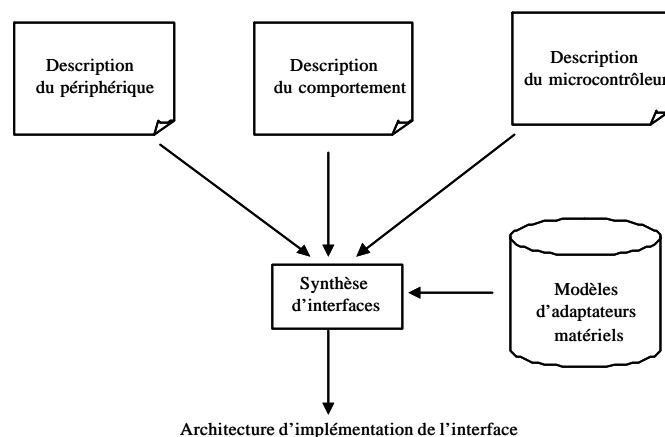 Description
du périphérique
Description
du comportement
Description
du microcontrôleur
Synthèse
d'interfaces
Modèles
d'adaptateurs
matériels
Architecture d'implémentation de l'interface